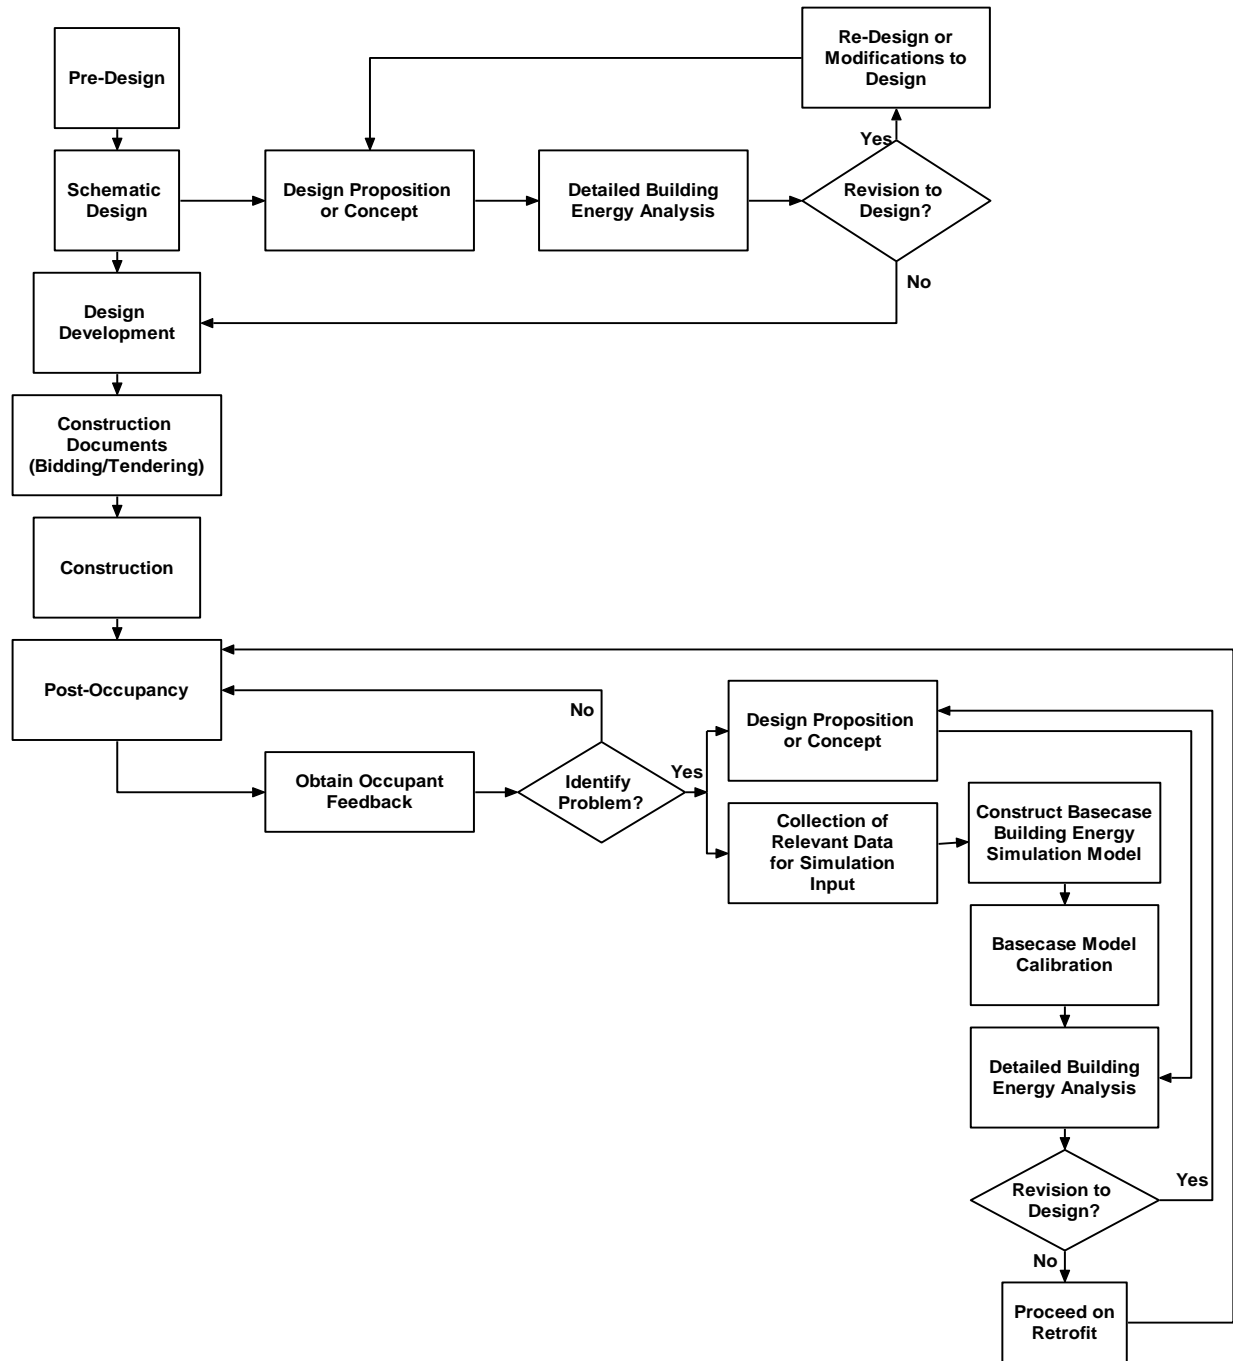 Pre-Design
Re-Design or
Modifications to
Design
Yes
Schematic
Design
Design Proposition
or Concept
Detailed Building
Energy Analysis
Revision to
Design?
No
Design
Development
Construction
Documents
(Bidding/Tendering)
Construction
Post-Occupancy
No
Obtain Occupant
Feedback
Identify
Problem?
Yes
Design Proposition
or Concept
Collection of
Relevant Data
for Simulation
Input
Construct Basecase
Building Energy
Simulation Model
Basecase Model
Calibration
Detailed Building
Energy Analysis
Revision to
Design?
Yes
No
Proceed on
Retrofit